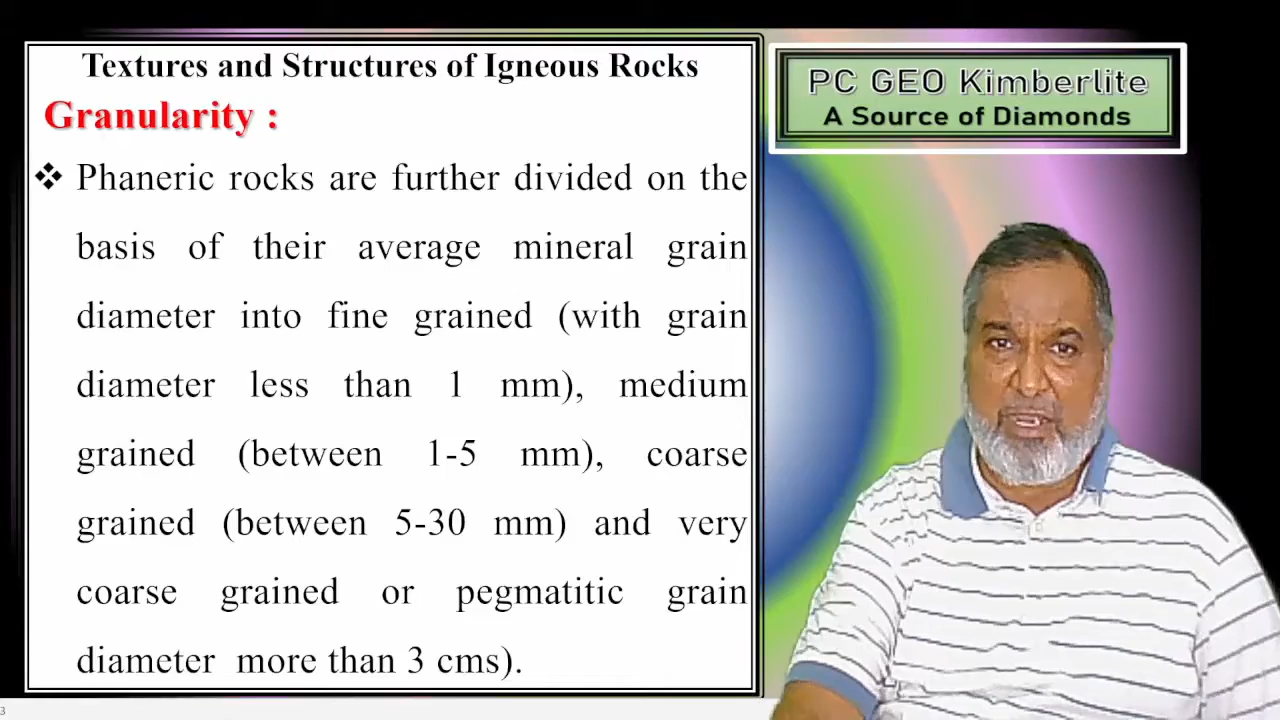 Textures and Structures of Igneous Rocks
Granularity :
❖ Phaneric rocks are further divided on the
basis of their average mineral grain
diameter into fine grained (with grain
diameter less than 1 mm), medium
grained (between 1-5 mm), coarse
grained (between 5-30 mm) and very
coarse grained or pegmatitic grain
diameter more than 3 cms).
PC GEO Kimberlite
A Source of Diamonds
3